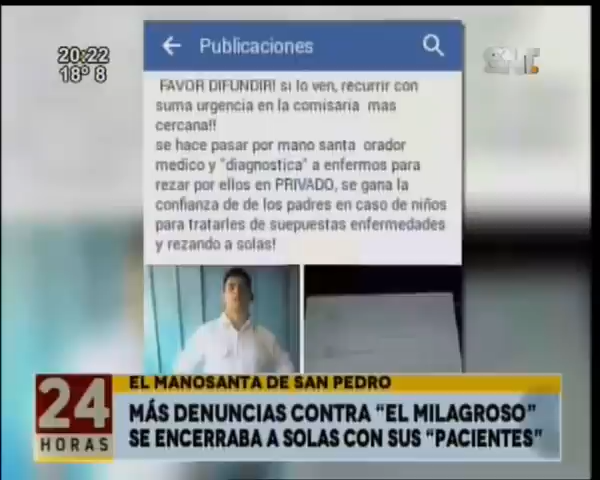 20:22
18° 8
Publicaciones
SNT
FAVOR DIFUNDIR! si lo ven, recurrir con
suma urgencia en la comisaria mas
cercana!!
se hace pasar por mano santa orador
medico y "diagnostica" a enfermos para
rezar por ellos en PRIVADO, se gana la
confianza de de los padres en caso de niños
para tratarles de suepuestas enfermedades
y rezando a solas!
EL MANOSANTA DE SAN PEDRO
24
HORAS
MÁS DENUNCIAS CONTRA "EL MILAGROSO"
SE ENCERRABA A SOLAS CON SUS "PACIENTES"